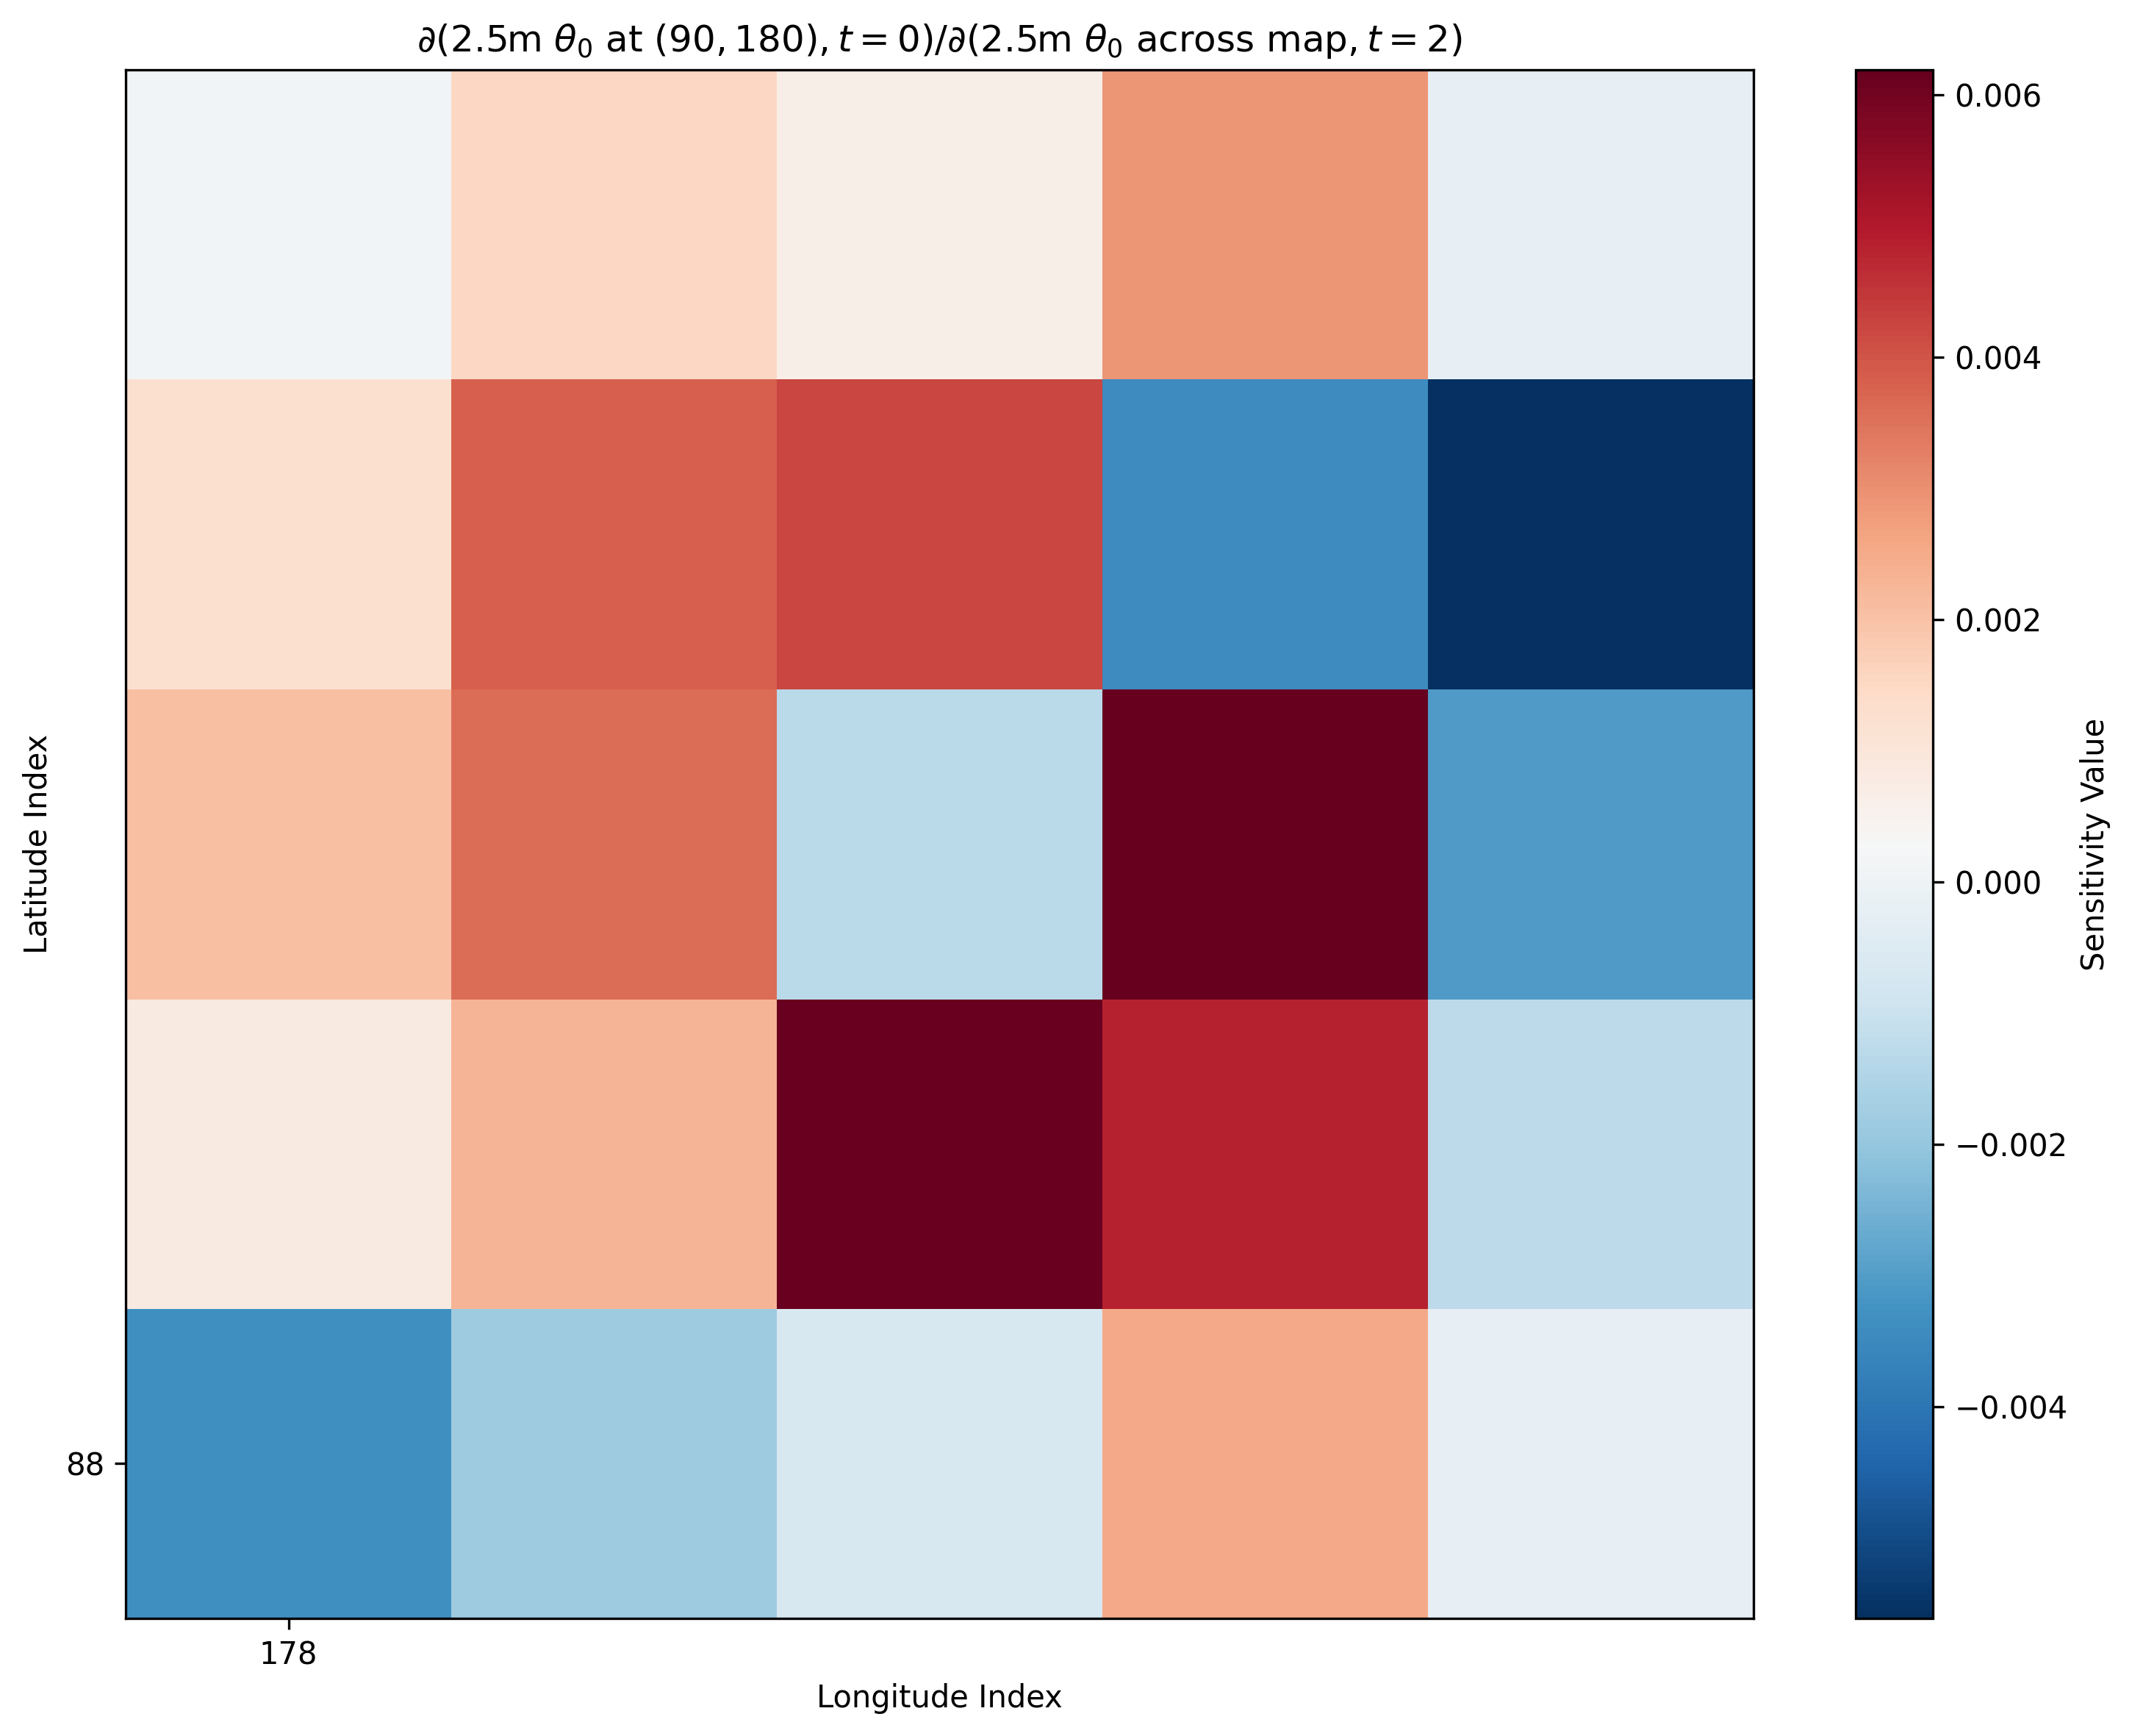 ∂(2.5m θ₀ at (90, 180), t = 0)/∂(2.5m θ₀ across map, t = 2)
0.006
0.004
0.002
0.000
−0.002
−0.004
Sensitivity Value
Latitude Index
88
178
Longitude Index